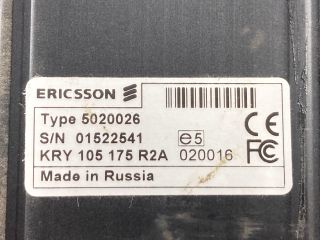 ERICSSON
Type 5020026
S/N 01522541 e5 CE
KRY 105 175 R2A 020016 FC
Made in Russia